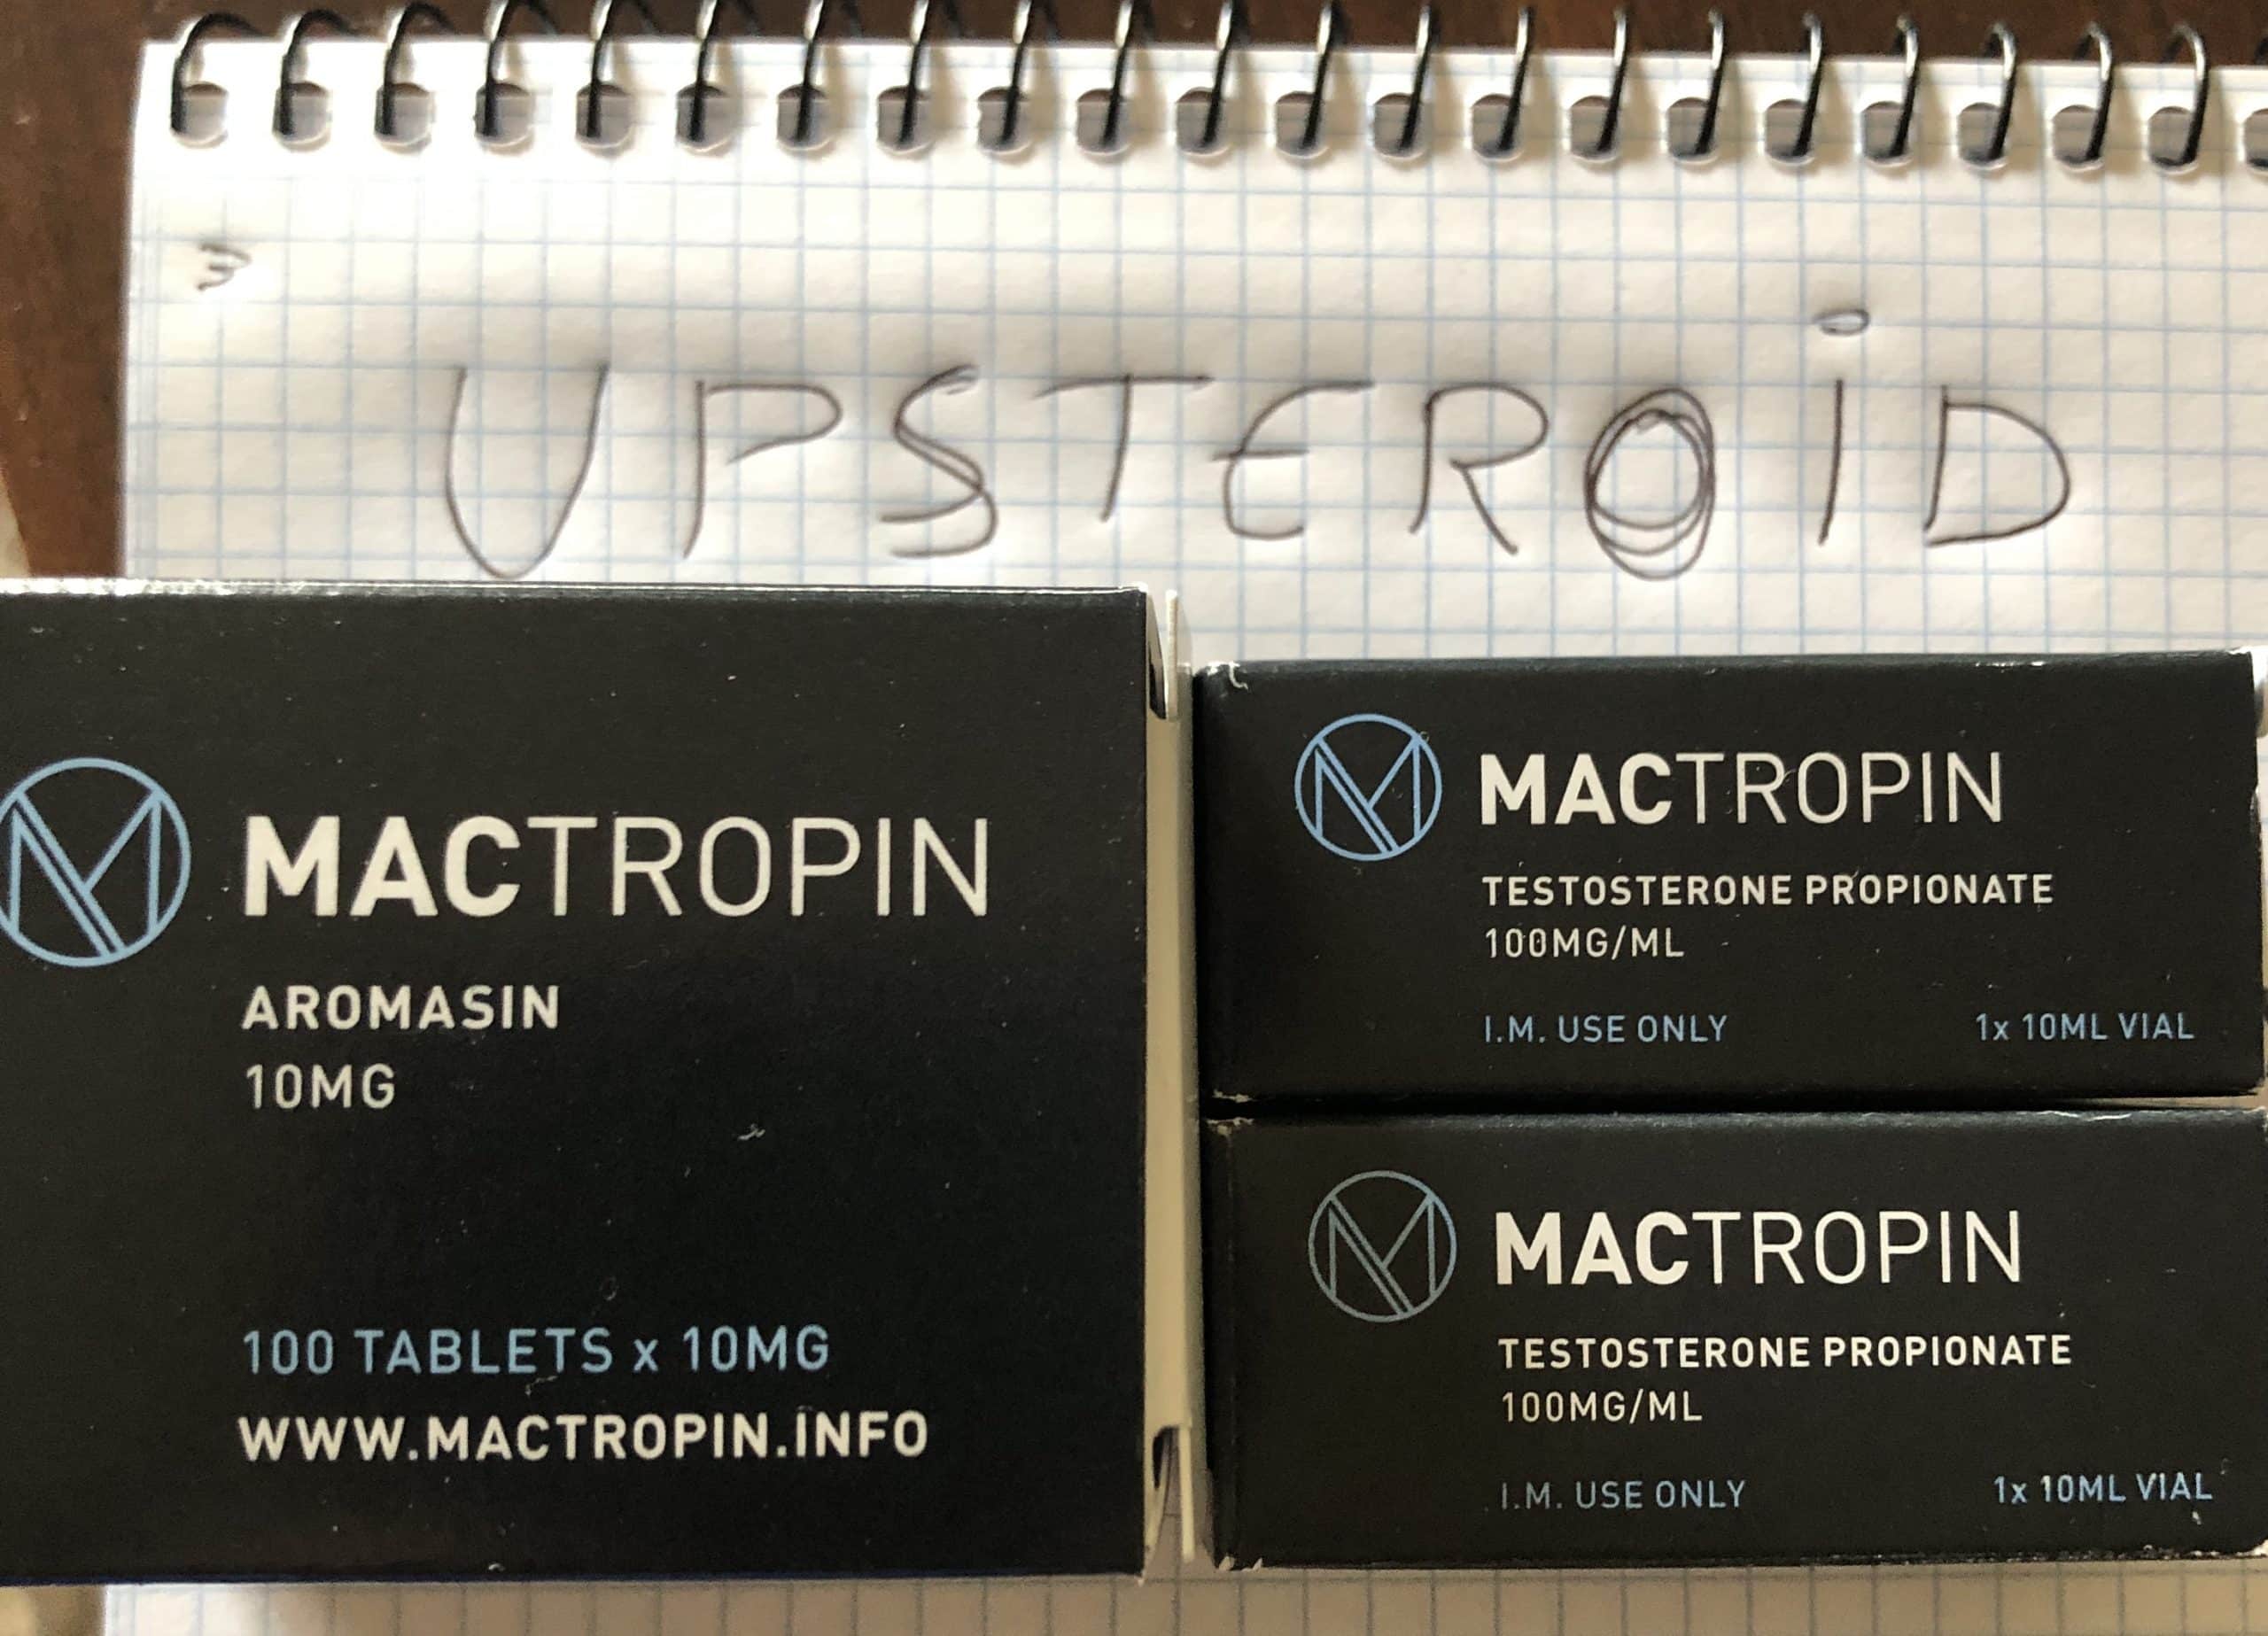 UPSTEROiD
MACTROPIN
AROMASIN
10MG
100 TABLETS x 10MG
WWW.MACTROPIN.INFO
MACTROPIN
TESTOSTERONE PROPIONATE
100MG/ML
I.M. USE ONLY
1x 10ML VIAL
MACTROPIN
TESTOSTERONE PROPIONATE
100MG/ML
I.M. USE ONLY
1x 10ML VIAL